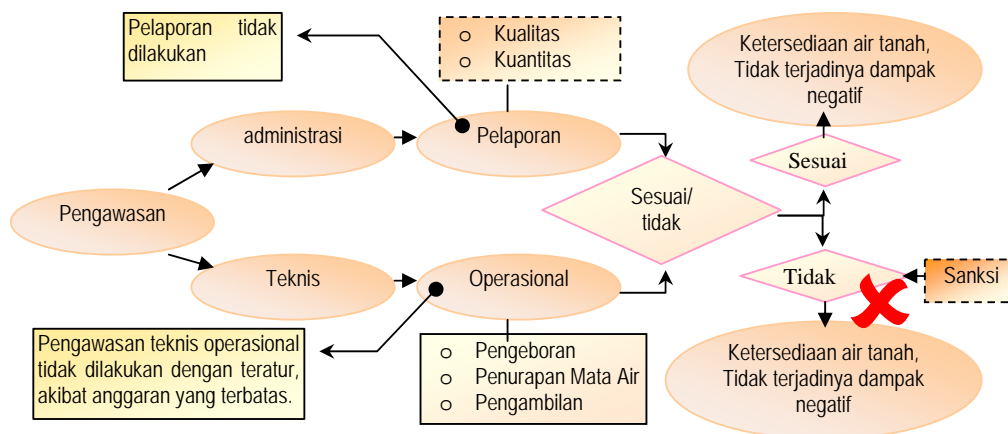 Pelaporan tidak
dilakukan
o Kualitas
o Kuantitas
Ketersediaan air tanah,
Tidak terjadinya dampak
negatif
administrasi
Pelaporan
Sesuai
Pengawasan
Sesuai/
tidak
Teknis
Operasional
Tidak
Sanksi
Pengawasan teknis operasional
tidak dilakukan dengan teratur,
akibat anggaran yang terbatas.
o Pengeboran
o Penurapan Mata Air
o Pengambilan
Ketersediaan air tanah,
Tidak terjadinya dampak
negatif